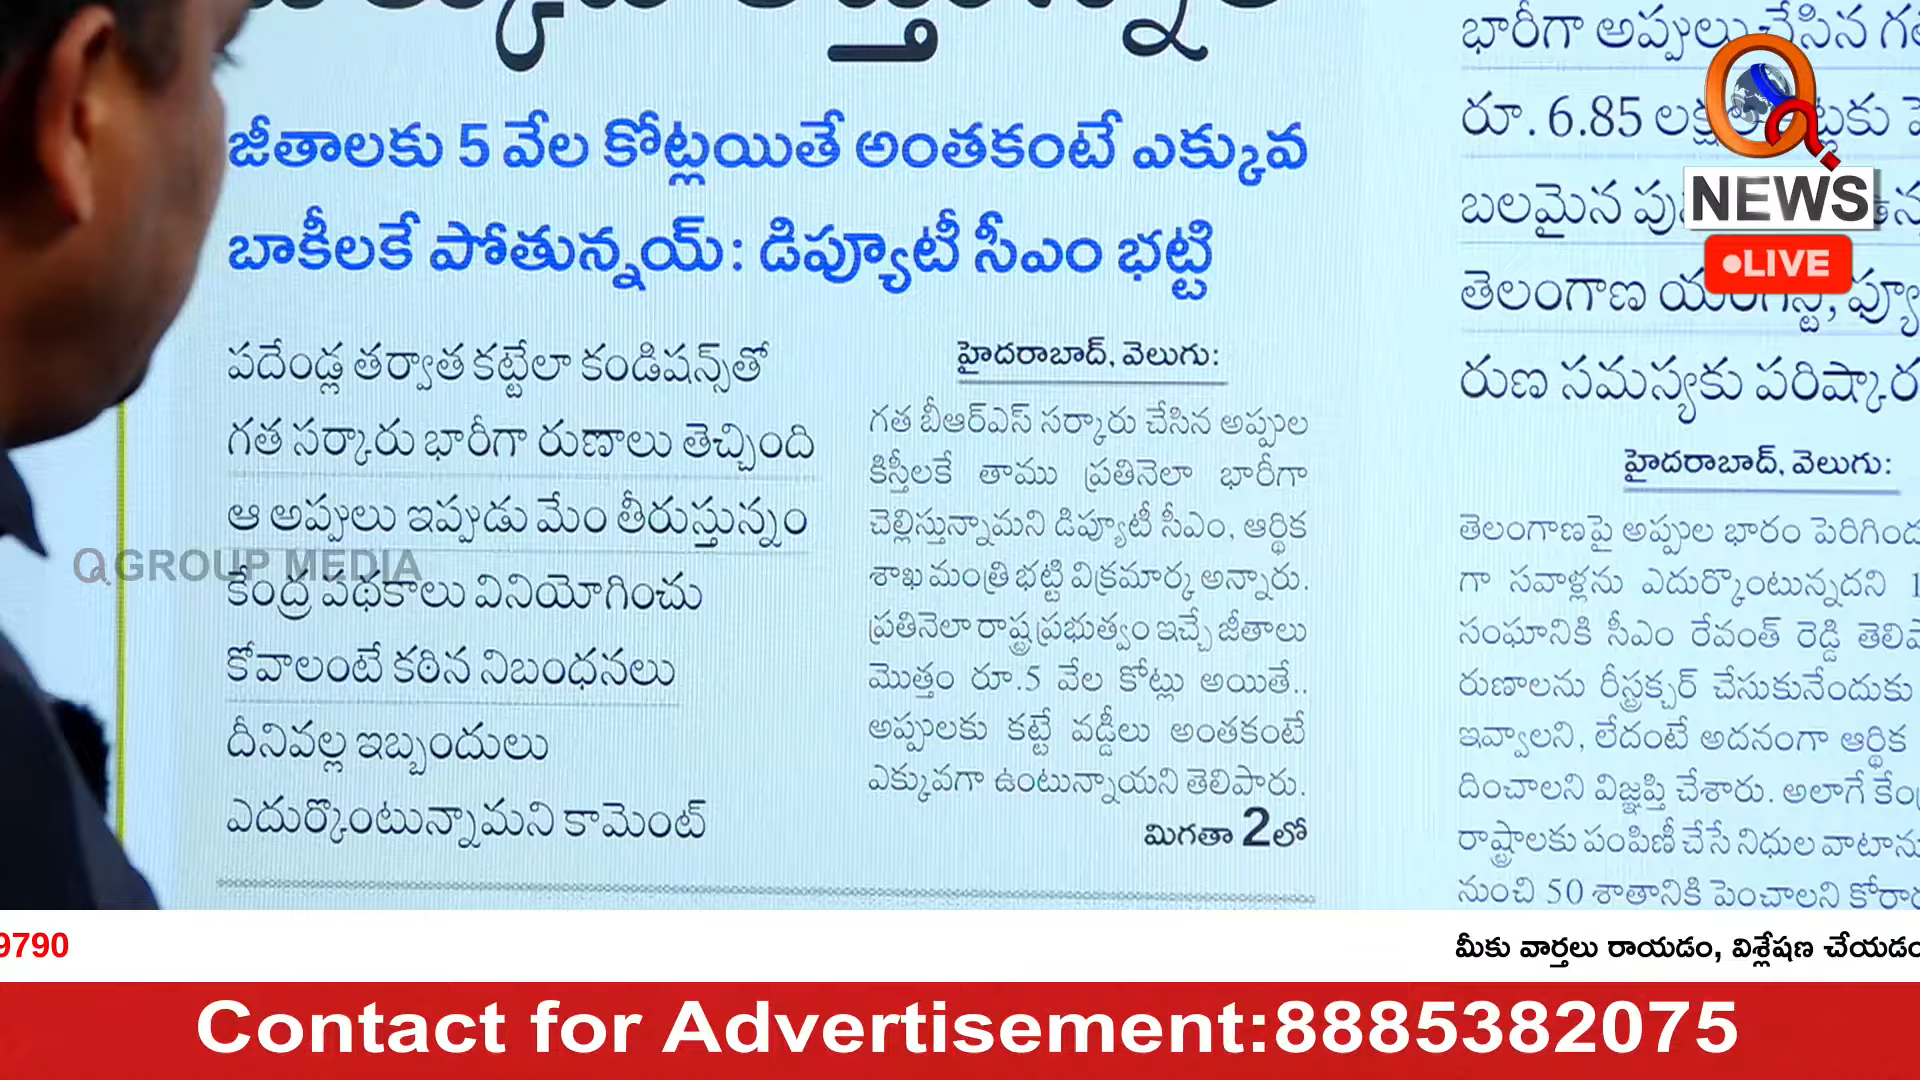 జీతాలకు 5 వేల కోట్లయితే అంతకంటే ఎక్కువ
బాకీలకే పోతున్నయ్: డిప్యూటీ సీఎం భట్టి
పదేండ్ల తర్వాత కట్టేలా కండిషన్స్‌తో
గత సర్కారు భారీగా రుణాలు తెచ్చింది
ఆ అప్పులు ఇప్పుడు మేం తీరుస్తున్నం
కేంద్ర పథకాలు వినియోగించు
కోవాలంటే కఠిన నిబంధనలు
దీనివల్ల ఇబ్బందులు
ఎదుర్కొంటున్నామని కామెంట్
హైదరాబాద్, వెలుగు:
గత బీఆర్ఎస్ సర్కారు చేసిన అప్పుల
కిస్తీలకే తాము ప్రతినెలా భారీగా
చెల్లిస్తున్నామని డిప్యూటీ సీఎం, ఆర్థిక
శాఖ మంత్రి భట్టి విక్రమార్క అన్నారు.
ప్రతినెలా రాష్ట్ర ప్రభుత్వం ఇచ్చే జీతాలు
మొత్తం రూ.5 వేల కోట్లు అయితే..
అప్పులకు కట్టే వడ్డీలు అంతకంటే
ఎక్కువగా ఉంటున్నాయని తెలిపారు.
మిగతా 2లో
భారీగా అప్పులు చేసిన
రూ. 6.85
బలమైన
తెలంగాణ
రుణ సమస్యకు
హైదరాబాద్, వెలుగు:
తెలంగాణపై అప్పుల భారం
గా సవాళ్లను ఎదుర్కొంటున్నదని
సంఘానికి సీఎం రేవంత్ రెడ్డి
రుణాలను రీస్ట్రక్చర్ చేసుకునేందుకు
ఇవ్వాలని, లేదంటే అదనంగా ఆర్థిక
దించాలని విజ్ఞప్తి చేశారు. అలాగే
రాష్ట్రాలకు పంపిణీ చేసే నిధుల
నుంచి 50 శాతానికి పెంచాలని
Q NEWS
LIVE
Q GROUP MEDIA
9790
మీకు వార్తలు రాయడం, విశ్లేషణ
Contact for Advertisement:8885382075